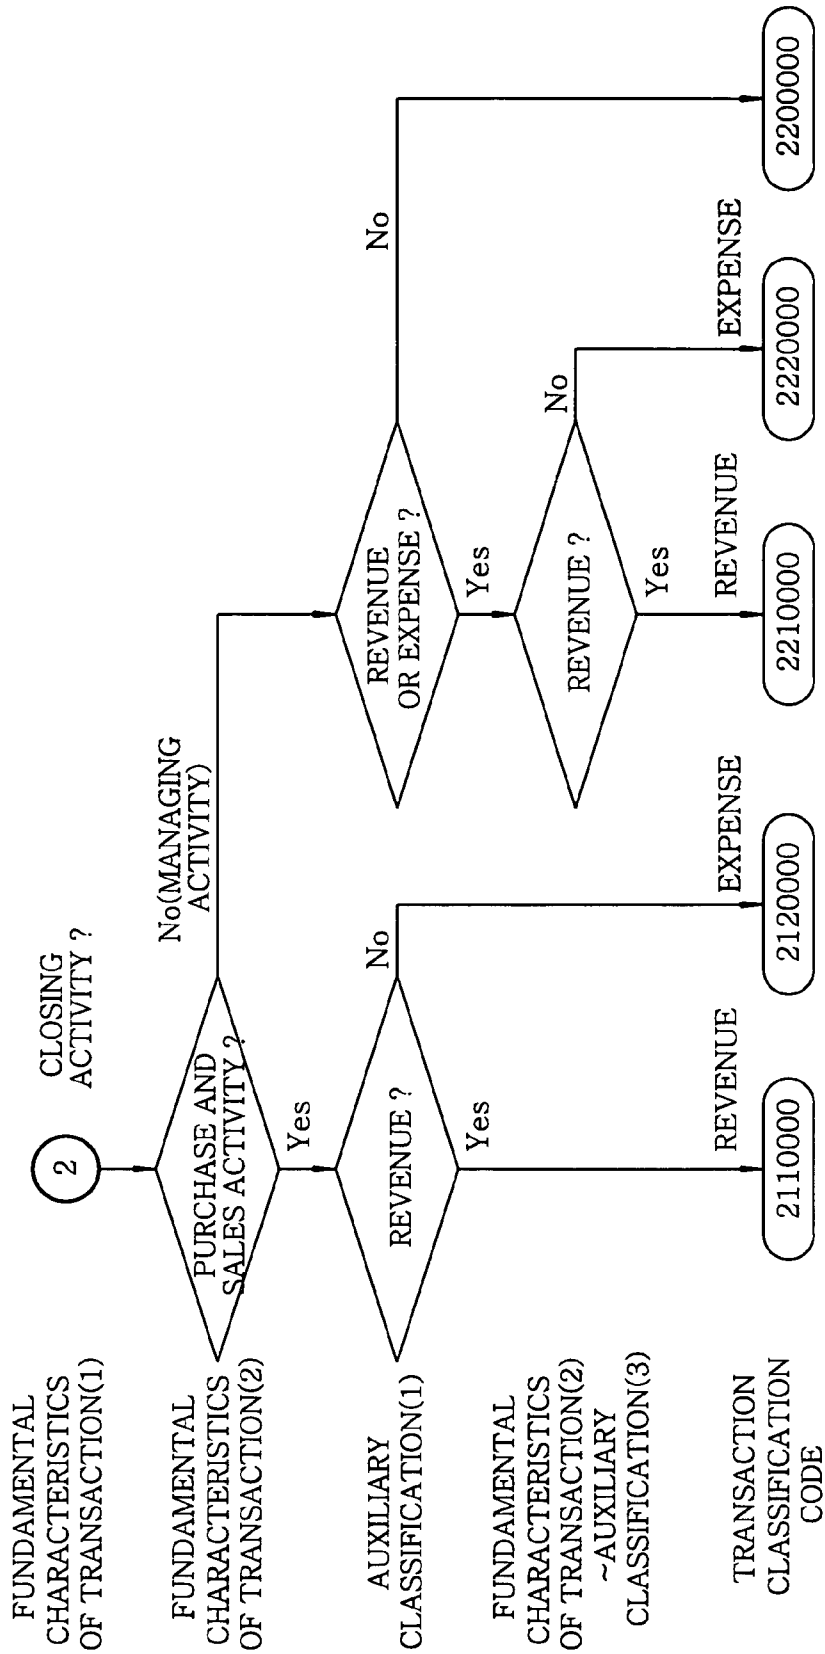 FUNDAMENTAL
CHARACTERISTICS
OF TRANSACTION(1)
2
CLOSING
ACTIVITY ?
FUNDAMENTAL
CHARACTERISTICS
OF TRANSACTION(2)
PURCHASE AND
SALES ACTIVITY ?
No(MANAGING
ACTIVITY)
Yes
AUXILIARY
CLASSIFICATION(1)
REVENUE ?
No
REVENUE
OR EXPENSE ?
No
Yes
Yes
FUNDAMENTAL
CHARACTERISTICS
OF TRANSACTION(2)
~AUXILIARY
CLASSIFICATION(3)
REVENUE ?
No
Yes
REVENUE
EXPENSE
REVENUE
EXPENSE
TRANSACTION
CLASSIFICATION
CODE
2110000
2120000
2210000
2220000
2200000